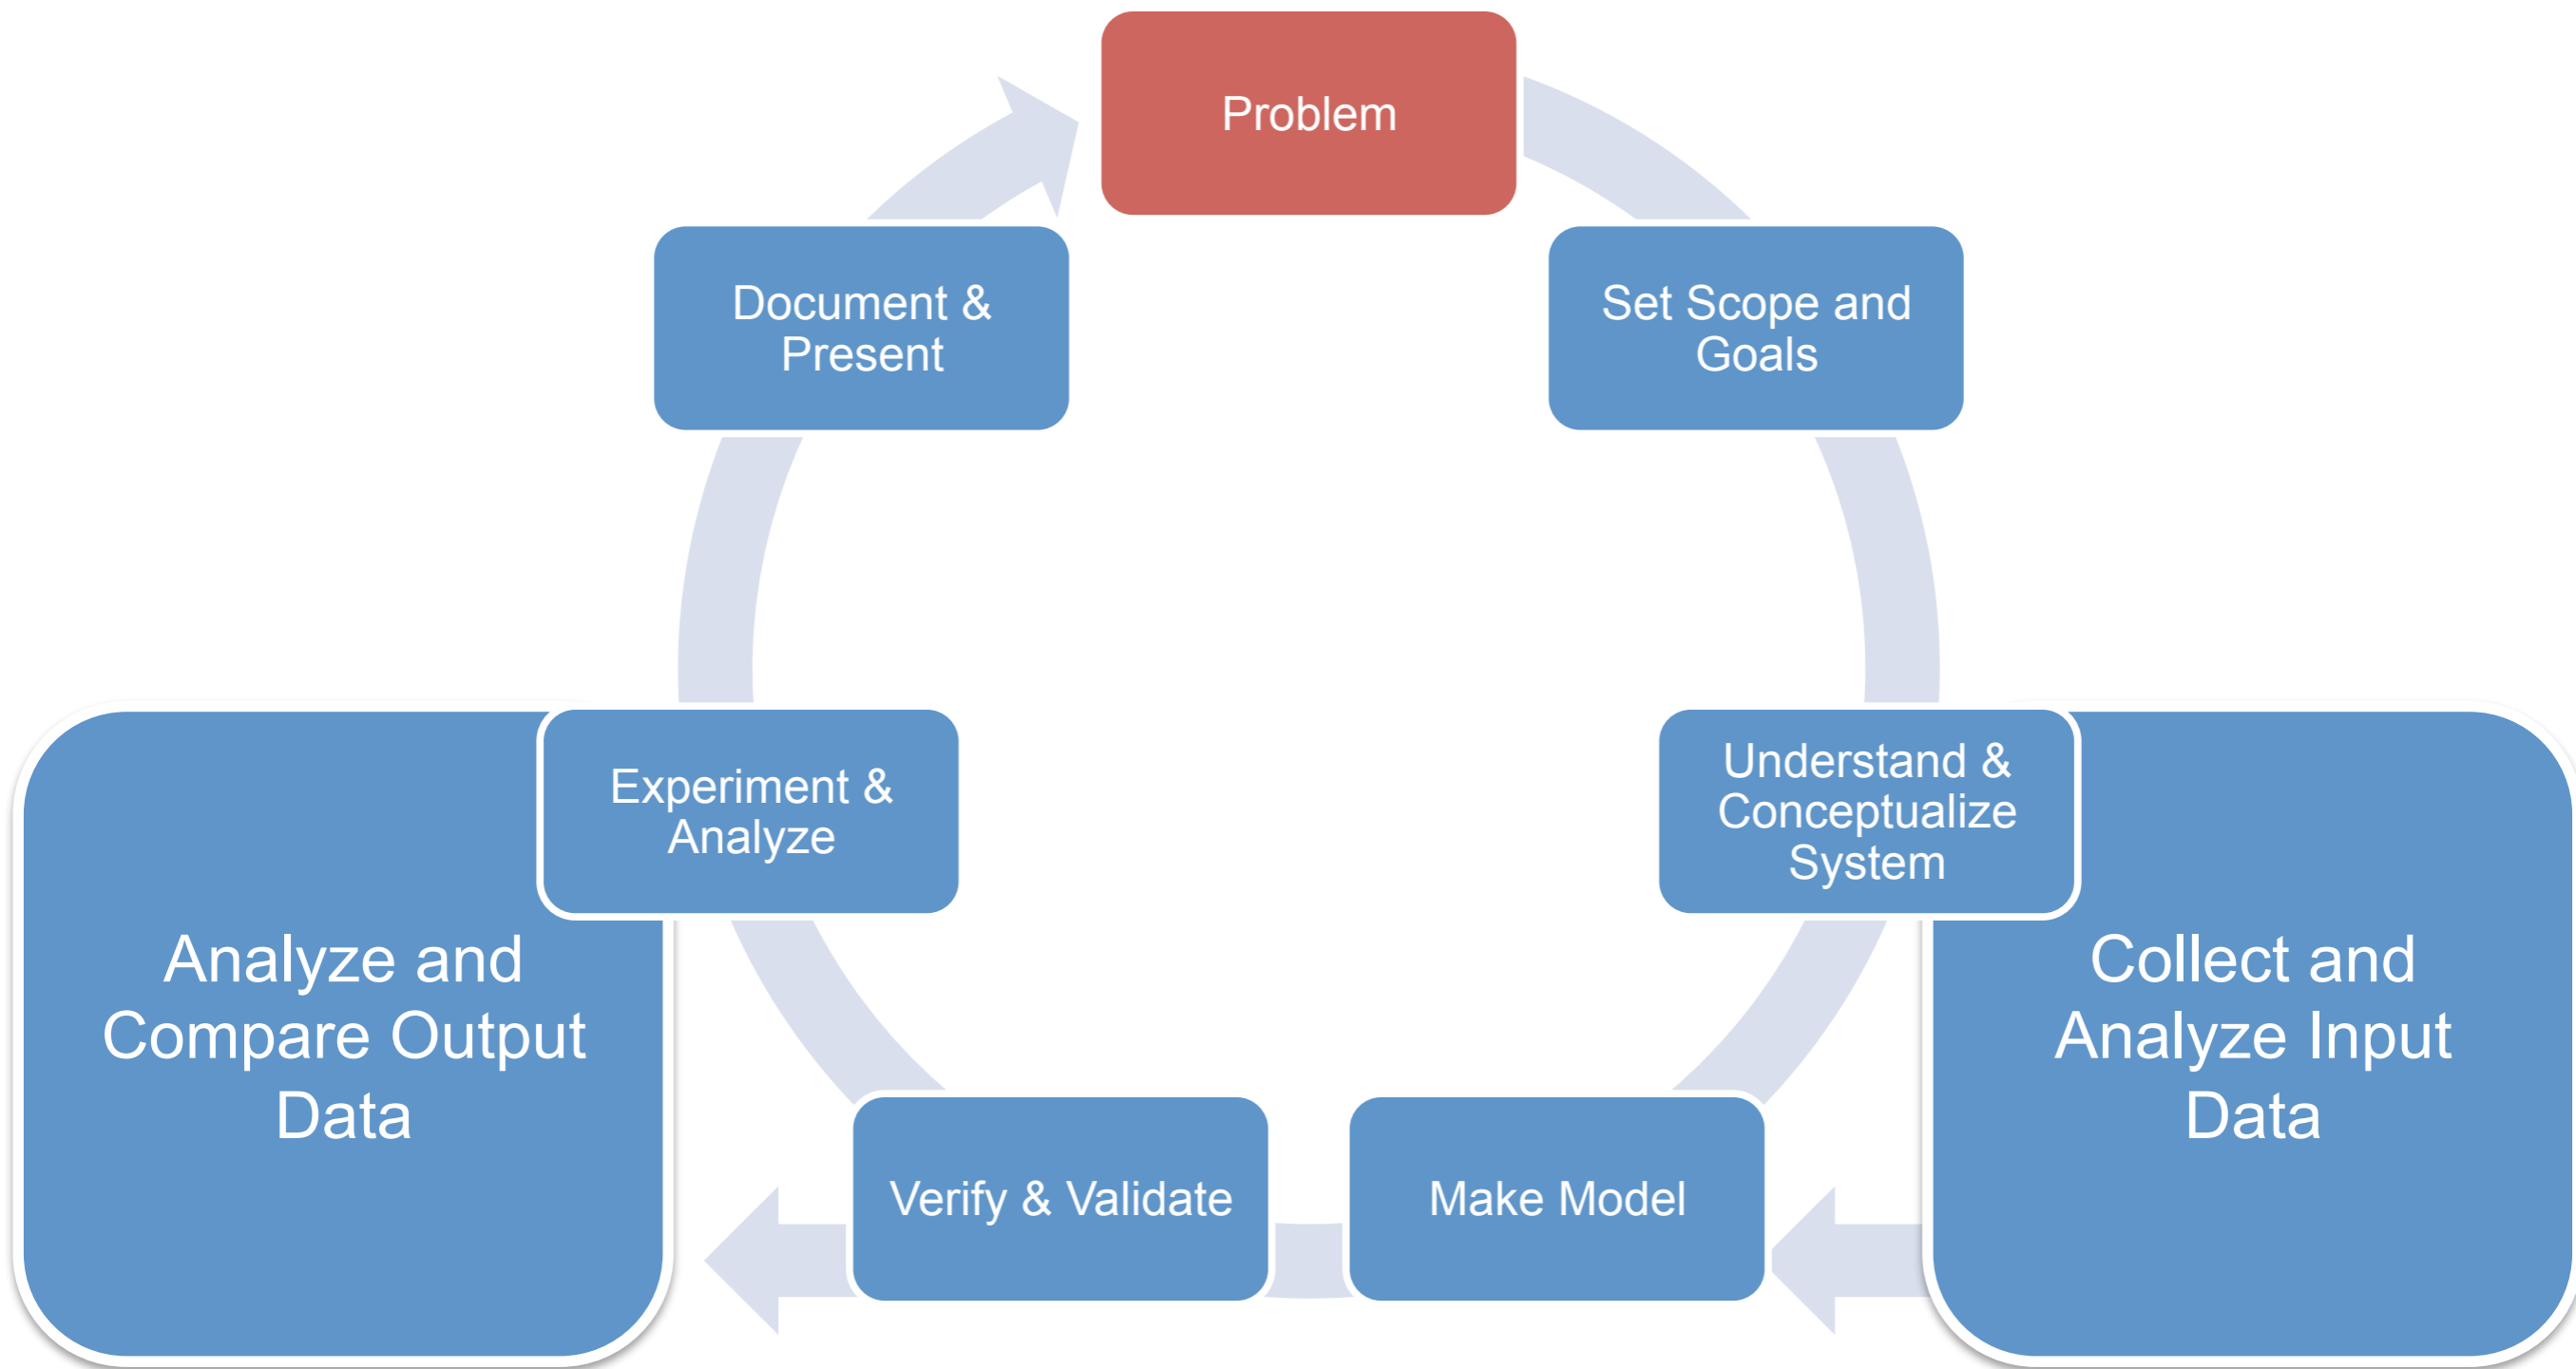 Problem
Set Scope and
Goals
Understand &
Conceptualize
System
Collect and
Analyze Input
Data
Make Model
Verify & Validate
Analyze and
Compare Output
Data
Experiment &
Analyze
Document &
Present